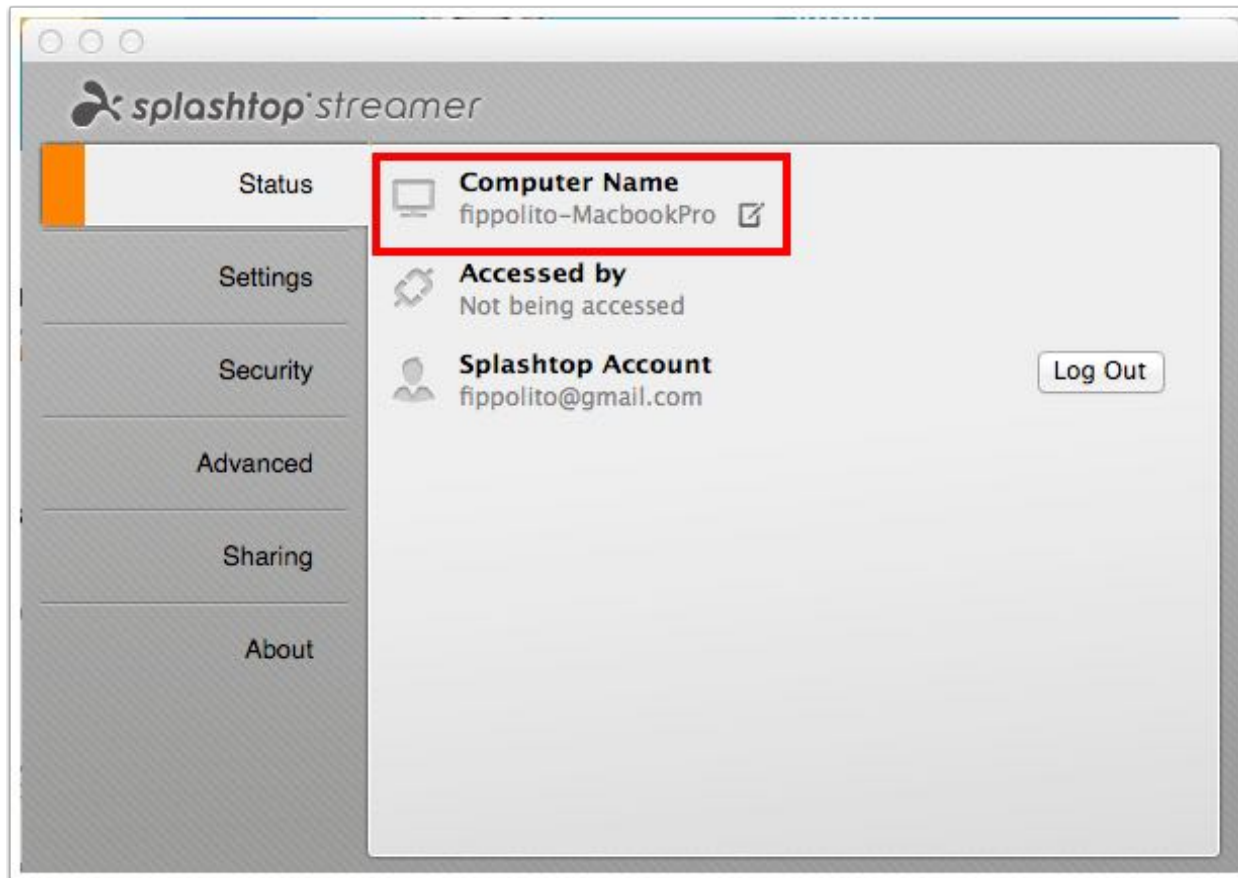 splashtop streamer
Status
Settings
Security
Advanced
Sharing
About
Computer Name
fippolito-MacbookPro
Accessed by
Not being accessed
Splashtop Account
fippolito@gmail.com
Log Out